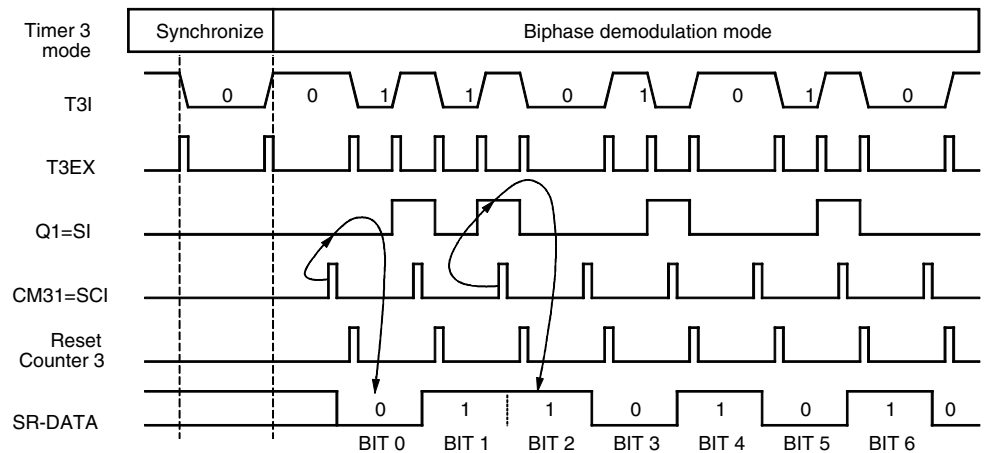 Timer 3
mode
Synchronize
Biphase demodulation mode
T3I
0 0 1 1 0 1 0 1 0
T3EX
Q1=SI
CM31=SCI
Reset
Counter 3
SR-DATA
0 1 1 0 1 0 1 0
BIT 0 BIT 1 BIT 2 BIT 3 BIT 4 BIT 5 BIT 6